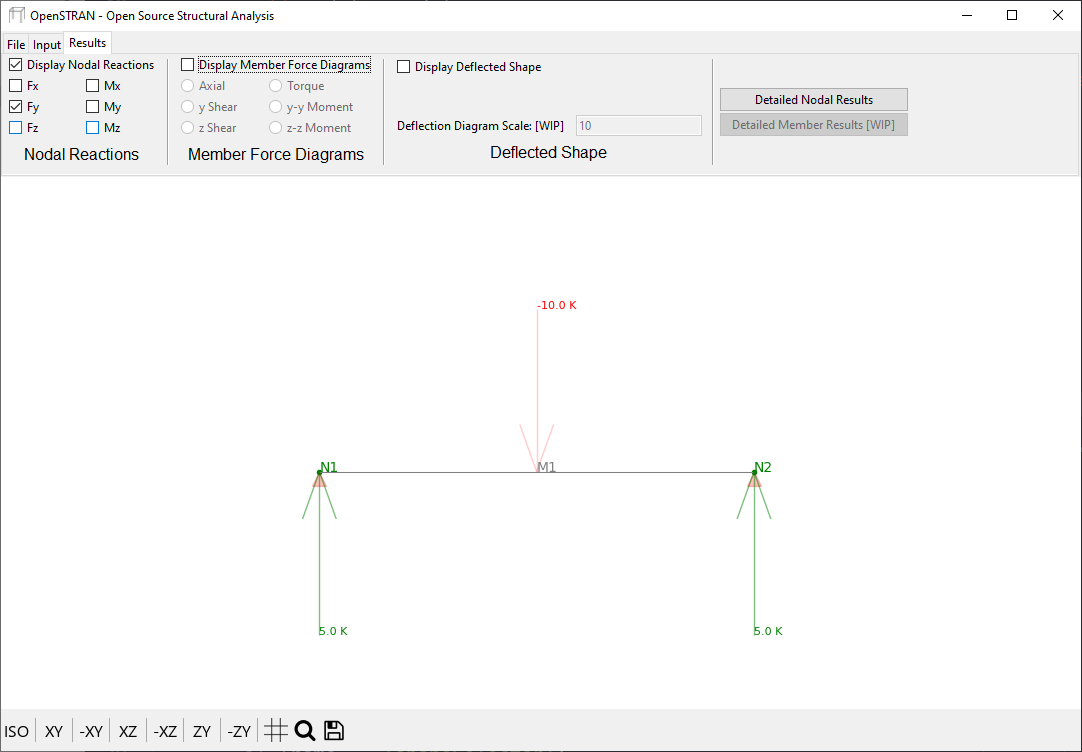 OpenSTRAN - Open Source Structural Analysis
File Input Results
Display Nodal Reactions
Fx Mx
Fy My
Fz Mz
Nodal Reactions
Display Member Force Diagrams
Axial Torque
y Shear y-y Moment
z Shear z-z Moment
Member Force Diagrams
Display Deflected Shape
Deflection Diagram Scale: [WIP] 10
Deflected Shape
Detailed Nodal Results
Detailed Member Results [WIP]
-10.0 K
N1 M1 N2
5.0 K 5.0 K
ISO XY -XY XZ -XZ ZY -ZY